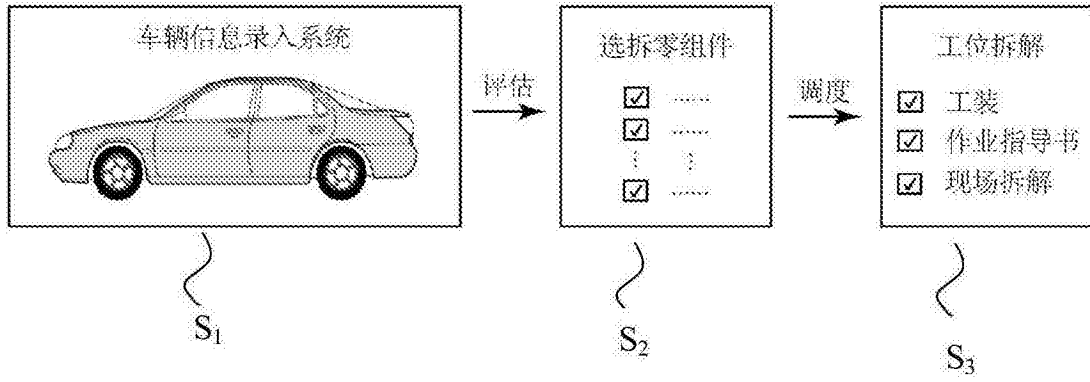 车辆信息录入系统
评估
选拆零组件
……
……
⋮ ⋮
……
调度
工位拆解
工装
作业指导书
现场拆解
S1
S2
S3